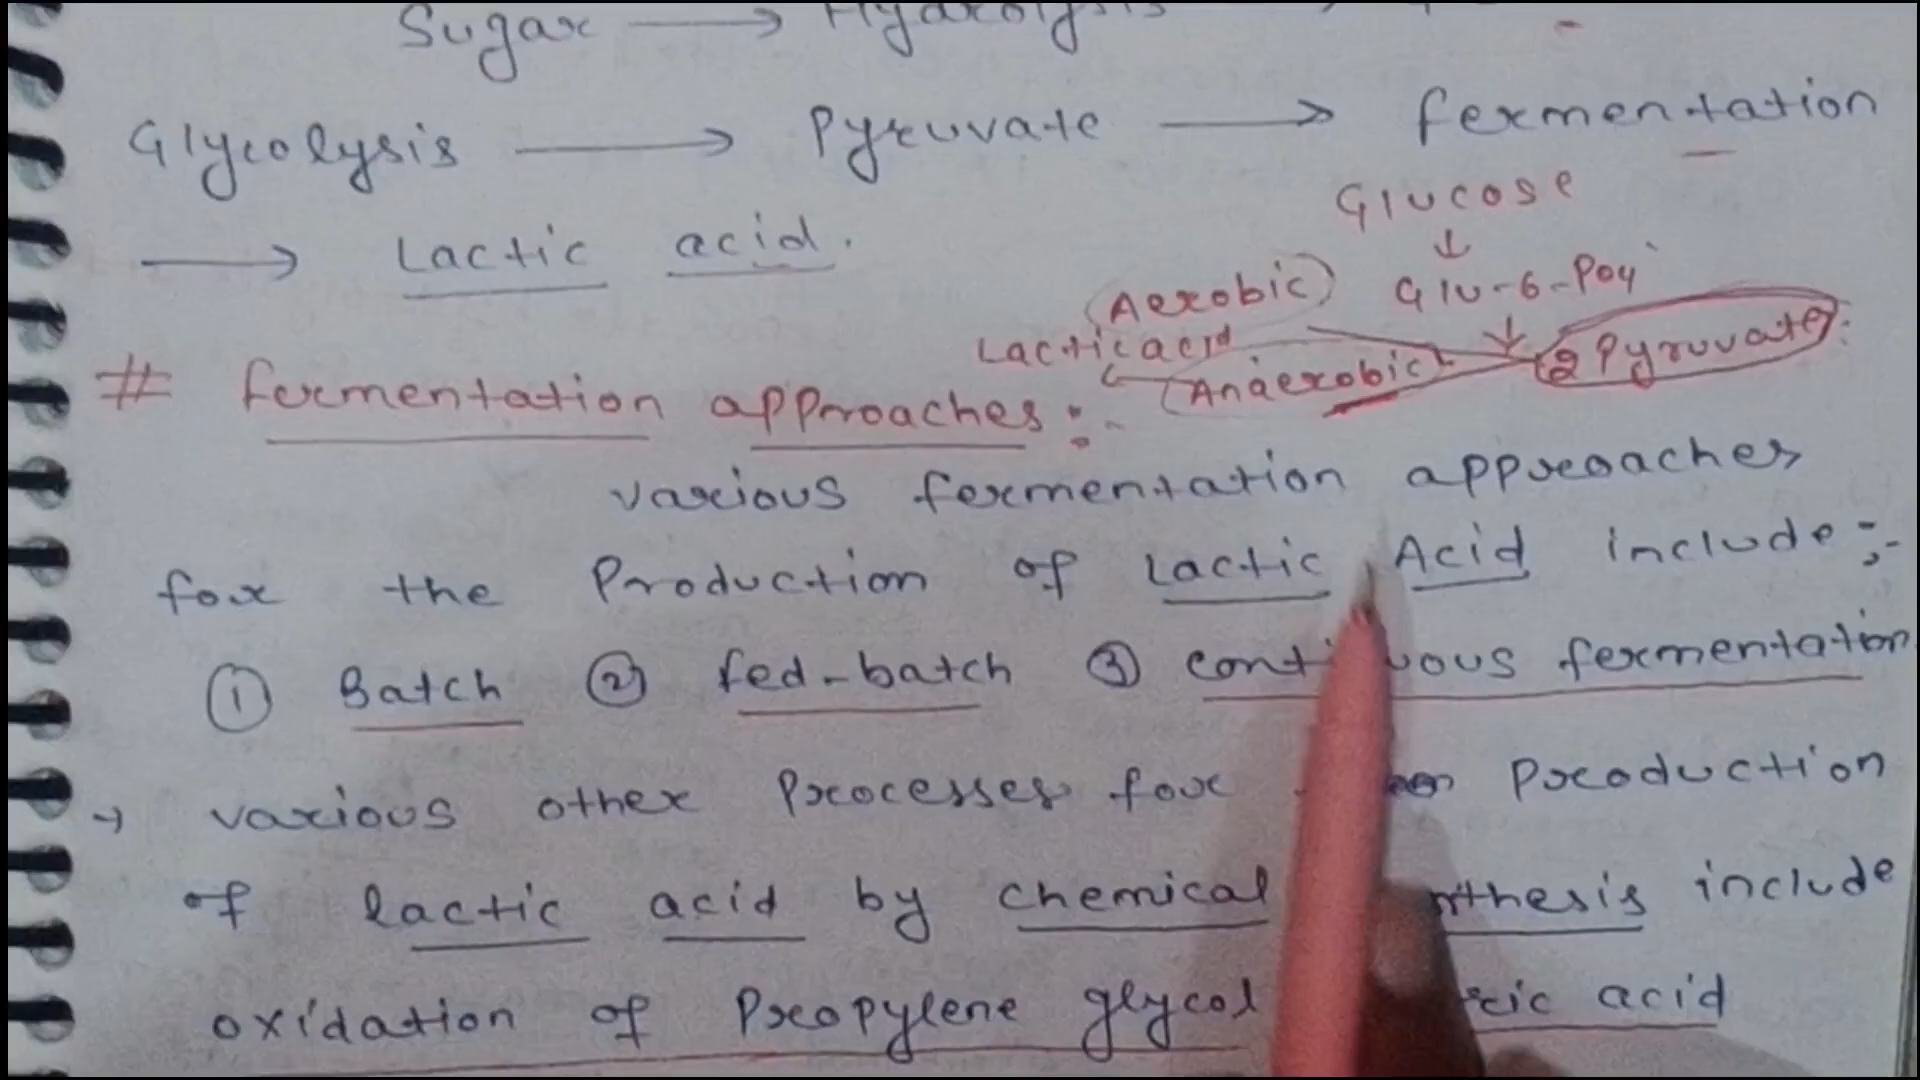 Sugar → Hydrolysis →
Glycolysis → Pyruvate → fermentation
→ Lactic acid.
Glucose
↓
Glu-6-Po4
↓
2 Pyruvate
Aerobic
Anaerobic
Lactic acid
# fermentation approaches :-
various fermentation approaches
for the Production of Lactic Acid include :-
① Batch ② fed-batch ③ continuous fermentation
→ various other Processes for Production
of lactic acid by chemical synthesis include
oxidation of Propylene glycol acid